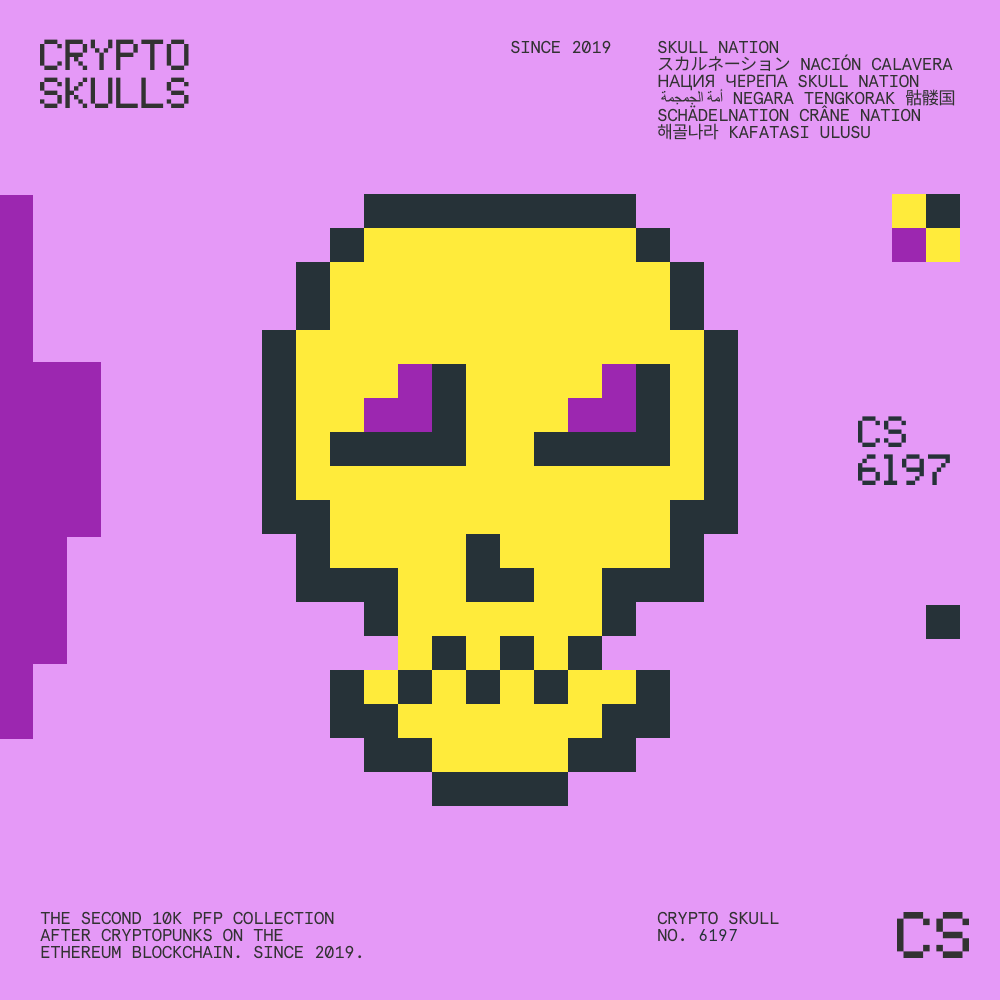 CRYPTO
SKULLS
SINCE 2019
SKULL NATION
スカルネーション NACIÓN CALAVERA
НАЦИЯ ЧЕРЕПА SKULL NATION
أمة الجمجمة NEGARA TENGKORAK 骷髅国
SCHÄDELNATION CRÂNE NATION
해골나라 KAFATASI ULUSU
CS
6197
THE SECOND 10K PFP COLLECTION
AFTER CRYPTOPUNKS ON THE
ETHEREUM BLOCKCHAIN. SINCE 2019.
CRYPTO SKULL
NO. 6197
CS